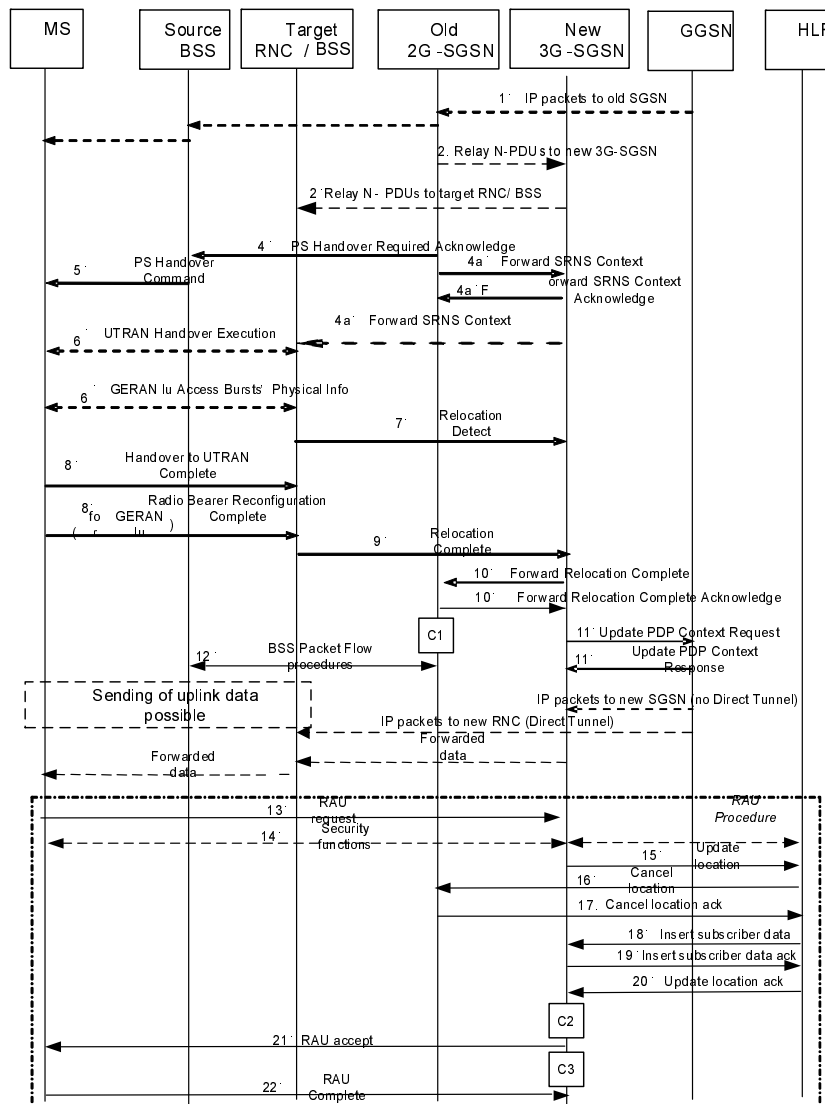 MS
Source
BSS
Target
RNC / BSS
Old
2G -SGSN
New
3G -SGSN
GGSN
HLR
1. IP packets to old SGSN
2. Relay N-PDUs to new 3G-SGSN
2. Relay N- PDUs to target RNC/ BSS
4. PS Handover Required Acknowledge
5. PS Handover
Command
4a. Forward SRNS Context
4a. F orward SRNS Context
Acknowledge
4a. Forward SRNS Context
6. UTRAN Handover Execution
6. GERAN Iu Access Bursts' Physical Info
7. Relocation
Detect
8. Handover to UTRAN
Complete
8. Radio Bearer Reconfiguration
Complete
(fo r GERAN Iu)
9. Relocation
Complete
10. Forward Relocation Complete
10. Forward Relocation Complete Acknowledge
C1
11. Update PDP Context Request
11. Update PDP Context
Response
12. BSS Packet Flow
procedures
Sending of uplink data
possible
IP packets to new SGSN (no Direct Tunnel)
IP packets to new RNC (Direct Tunnel)
Forwarded
data
Forwarded
data
RAU
Procedure
13. RAU
request
14. Security
functions
15. Update
location
16. Cancel
location
17. Cancel location ack
18. Insert subscriber data
19. Insert subscriber data ack
20. Update location ack
C2
21. RAU accept
C3
22. RAU
Complete